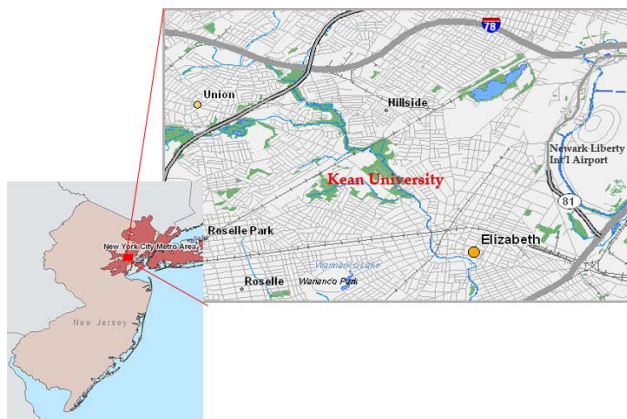 78
Union
Hillside
Newark Liberty
Int'l Airport
Kean University
81
Roselle Park
Elizabeth
New York City Metro Area
Warinanco Lake
Roselle
Warinanco Park
New Jersey